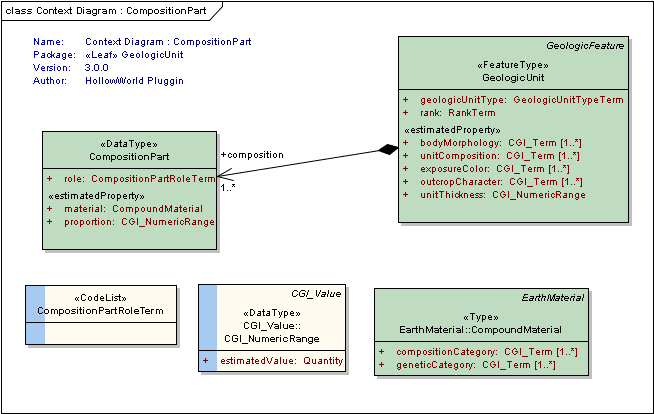 class Context Diagram : CompositionPart
Name: Context Diagram : CompositionPart
Package: «Leaf» GeologicUnit
Version: 3.0.0
Author: HollowWorld Pluggin
GeologicFeature
«FeatureType»
GeologicUnit
+ geologicUnitType: GeologicUnitTypeTerm
+ rank: RankTerm
«estimatedProperty»
+ bodyMorphology: CGI_Term [1..*]
+ unitComposition: CGI_Term [1..*]
+ exposureColor: CGI_Term [1..*]
+ outcropCharacter: CGI_Term [1..*]
+ unitThickness: CGI_NumericRange
«DataType»
CompositionPart
+ role: CompositionPartRoleTerm
«estimatedProperty»
+ material: CompoundMaterial
+ proportion: CGI_NumericRange
+composition
1..*
«CodeList»
CompositionPartRoleTerm
CGI_Value
«DataType»
CGI_Value::
CGI_NumericRange
+ estimatedValue: Quantity
EarthMaterial
«Type»
EarthMaterial::CompoundMaterial
+ compositionCategory: CGI_Term [1..*]
+ geneticCategory: CGI_Term [1..*]